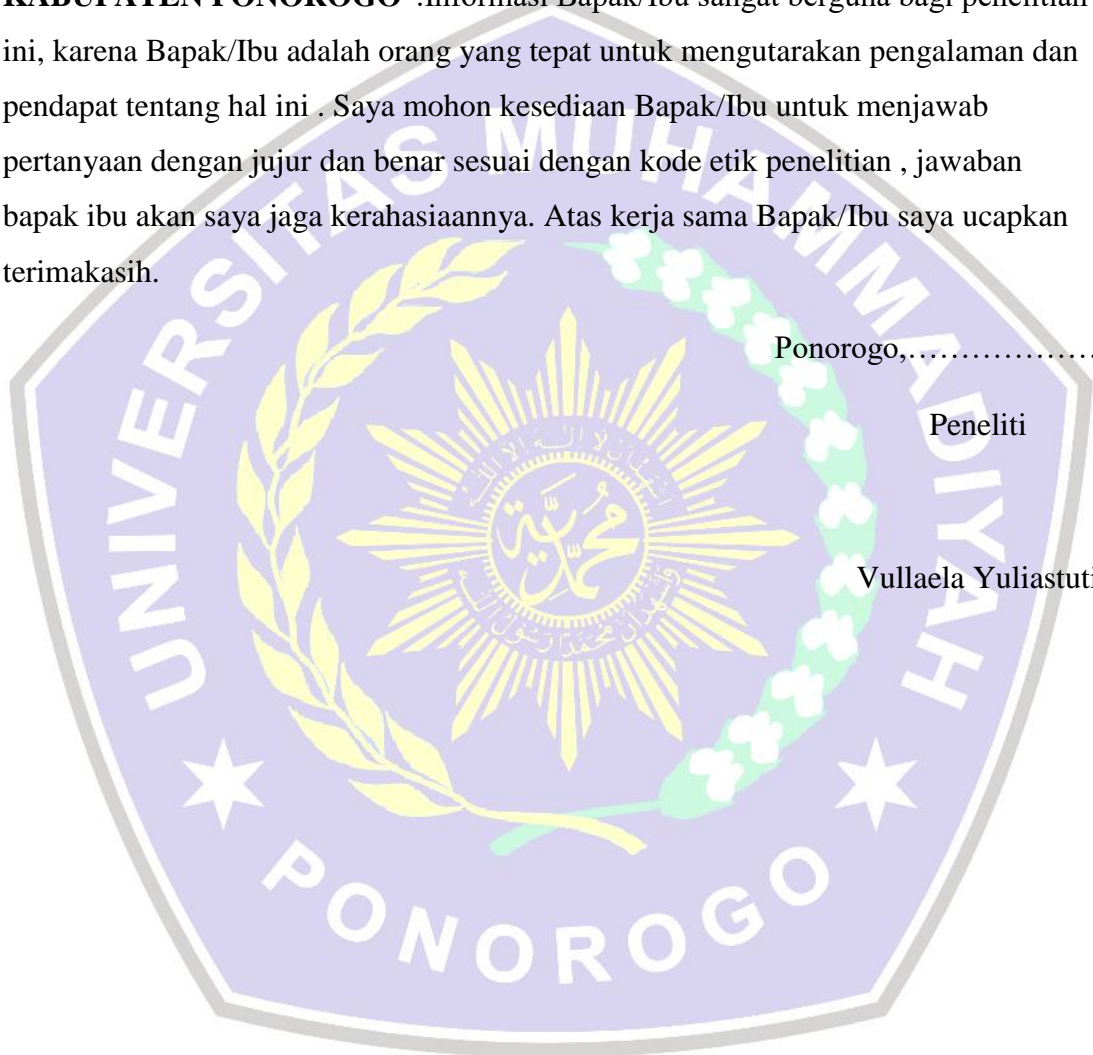 KABUPATEN PONOROGO" .Informasi Bapak/Ibu sangat berguna bagi penelitian
ini, karena Bapak/Ibu adalah orang yang tepat untuk mengutarakan pengalaman dan
pendapat tentang hal ini . Saya mohon kesediaan Bapak/Ibu untuk menjawab
pertanyaan dengan jujur dan benar sesuai dengan kode etik penelitian , jawaban
bapak ibu akan saya jaga kerahasiaannya. Atas kerja sama Bapak/Ibu saya ucapkan
terimakasih.
Ponorogo,...................
Peneliti
Vullaela Yuliastuti
UNIVERSITAS MUHAMMADIYAH
PONOROGO